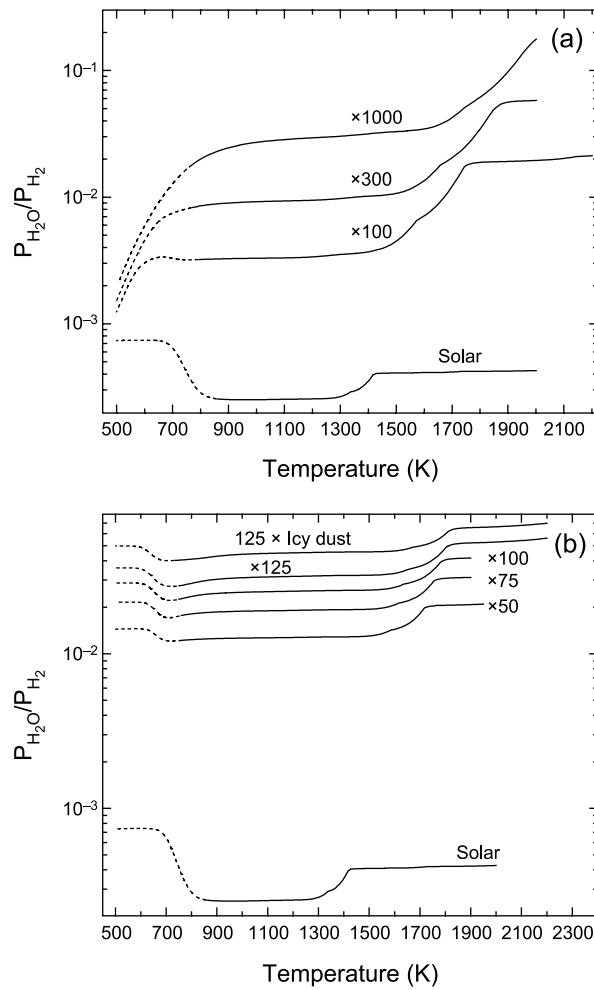 (a)
10⁻¹
10⁻²
10⁻³
P_H₂O/P_H₂
×1000
×300
×100
Solar
500 700 900 1100 1300 1500 1700 1900 2100
Temperature (K)
(b)
125 × Icy dust
×125
×100
×75
×50
10⁻²
10⁻³
P_H₂O/P_H₂
Solar
500 700 900 1100 1300 1500 1700 1900 2100 2300
Temperature (K)